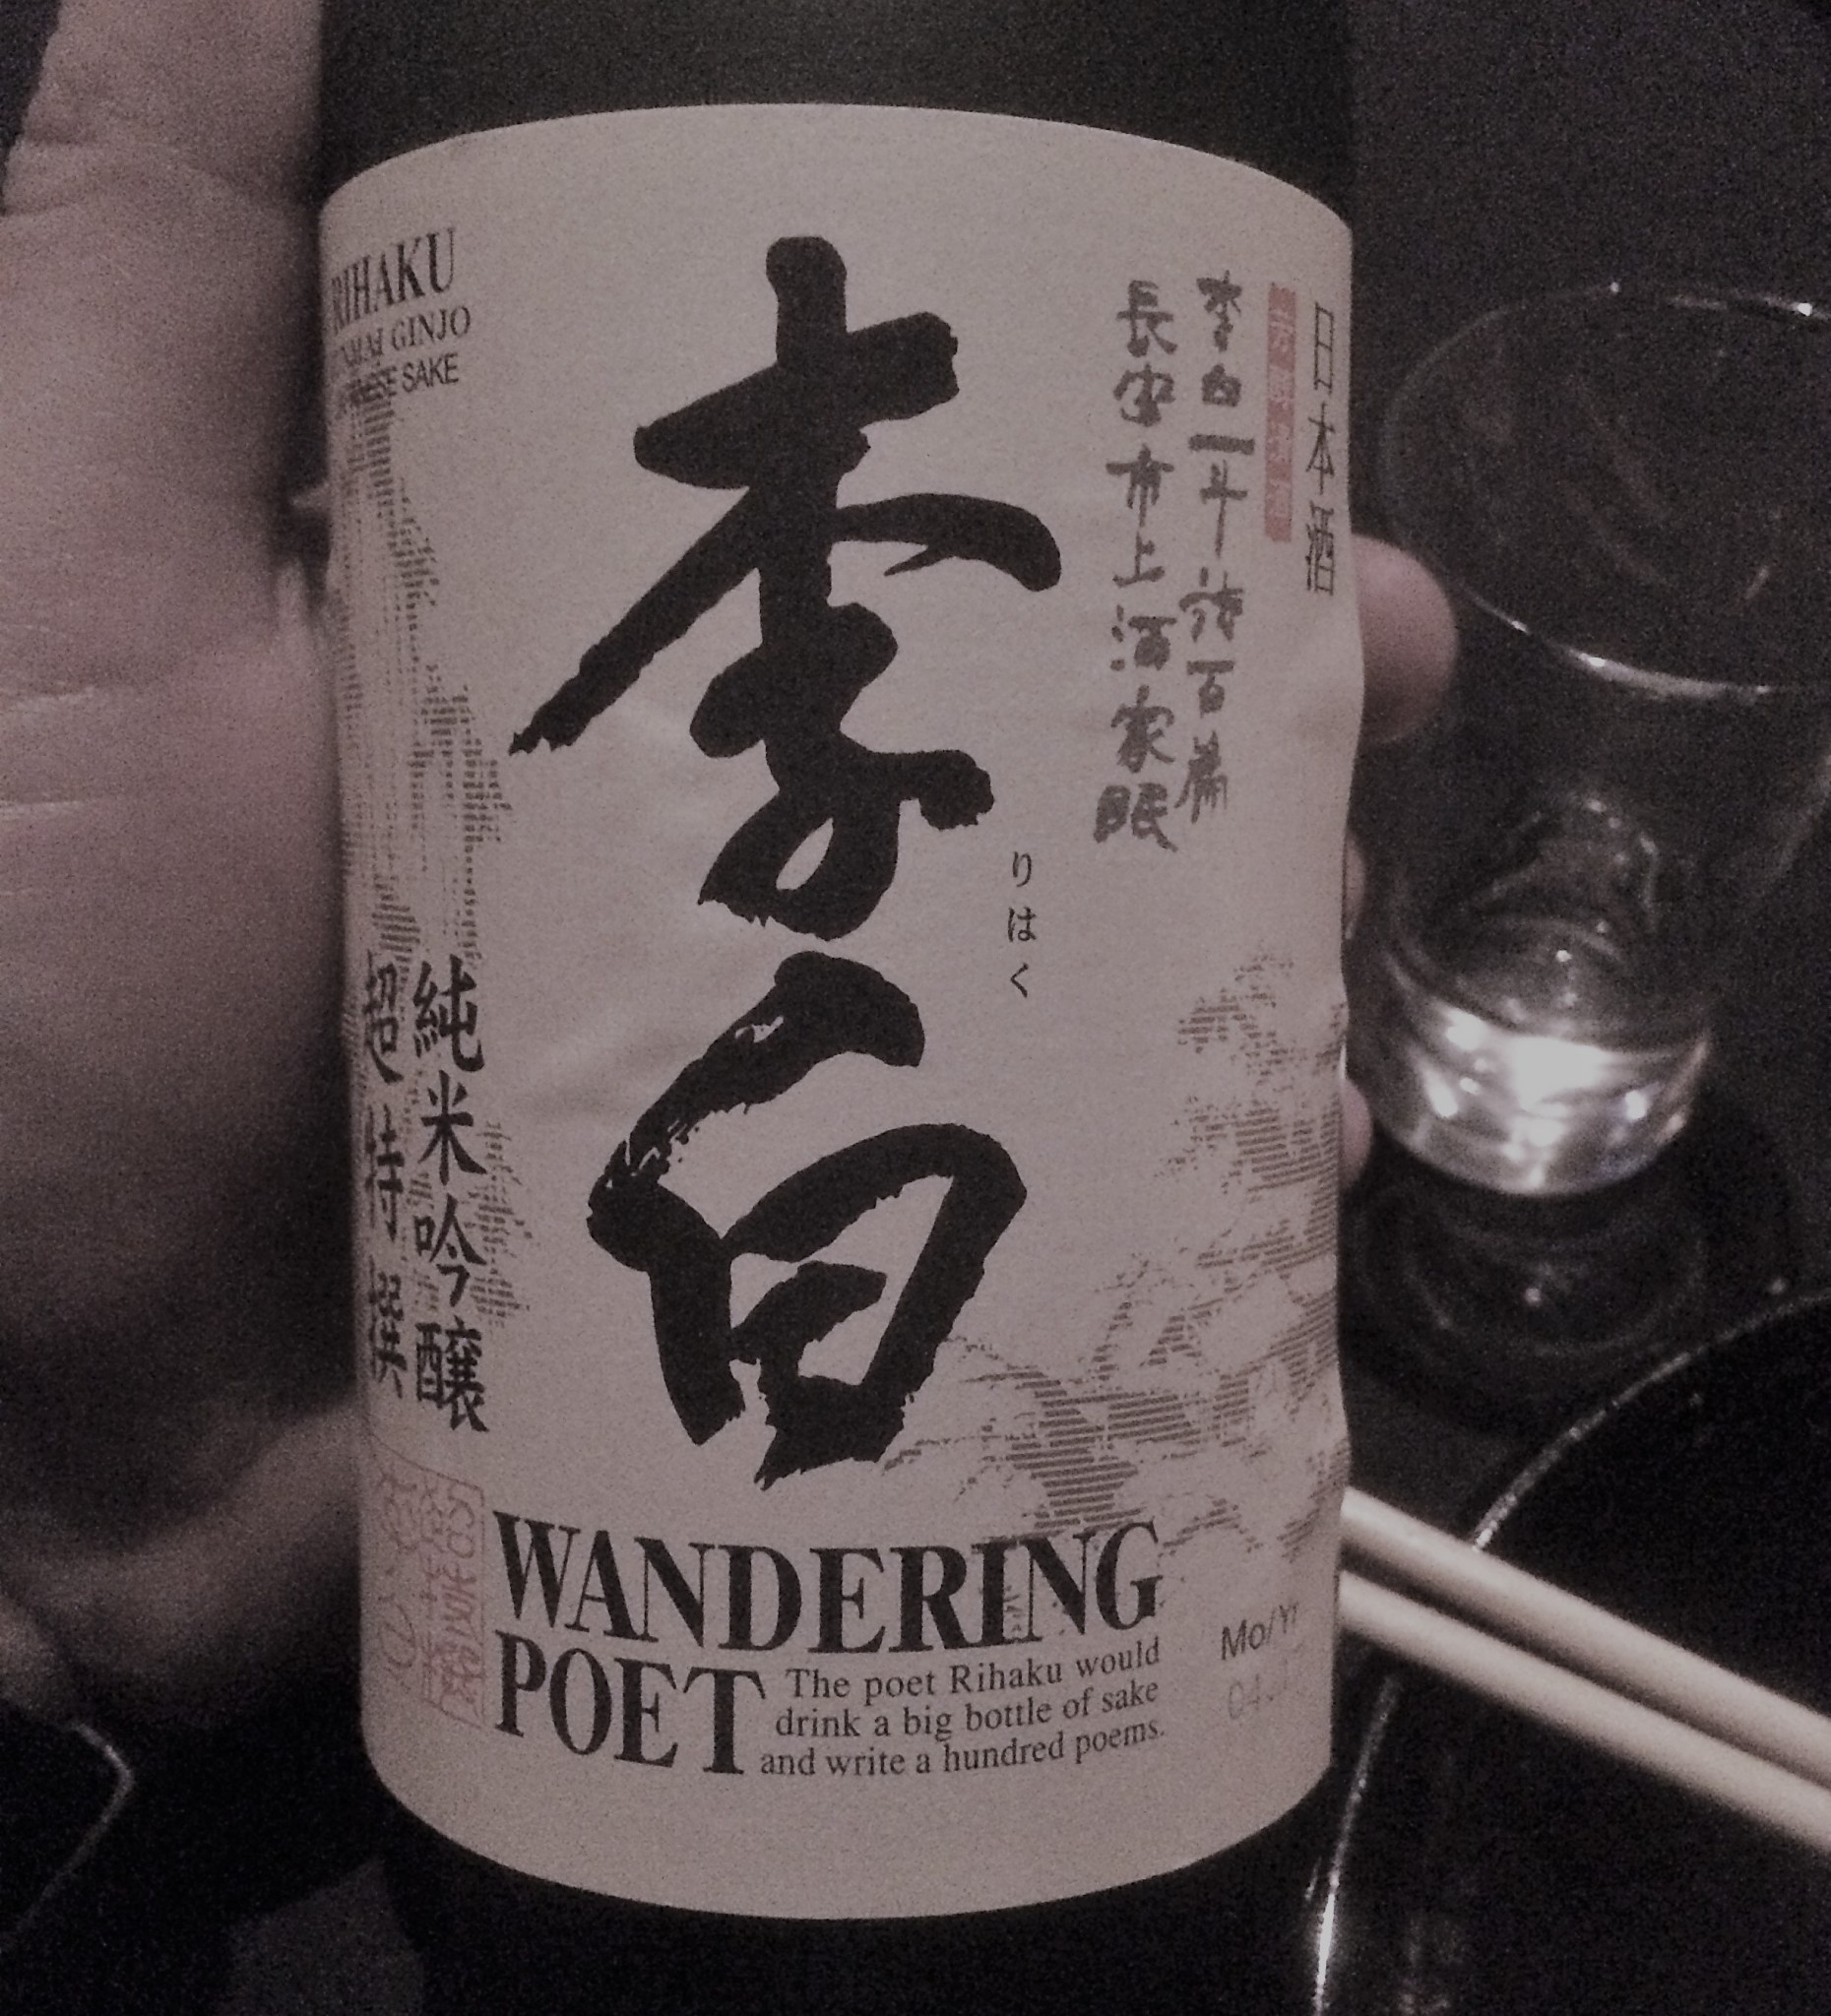 RIHAKU
JUNMAI GINJO
JAPANESE SAKE
李白
りはく
日本酒
李白一斗詩百篇
長安市上酒家眠
純米吟醸
超特撰
WANDERING
POET
The poet Rihaku would
drink a big bottle of sake
and write a hundred poems.
Mo/Yr